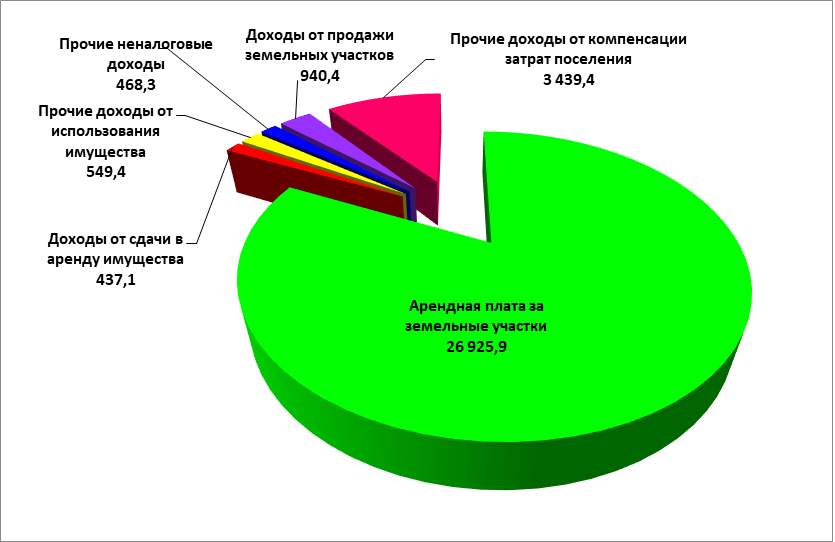 Прочие неналоговые
доходы
468,3
Доходы от продажи
земельных участков
940,4
Прочие доходы от компенсации
затрат поселения
3 439,4
Прочие доходы от
использования
имущества
549,4
Доходы от сдачи в
аренду имущества
437,1
Арендная плата за
земельные участки
26 925,9